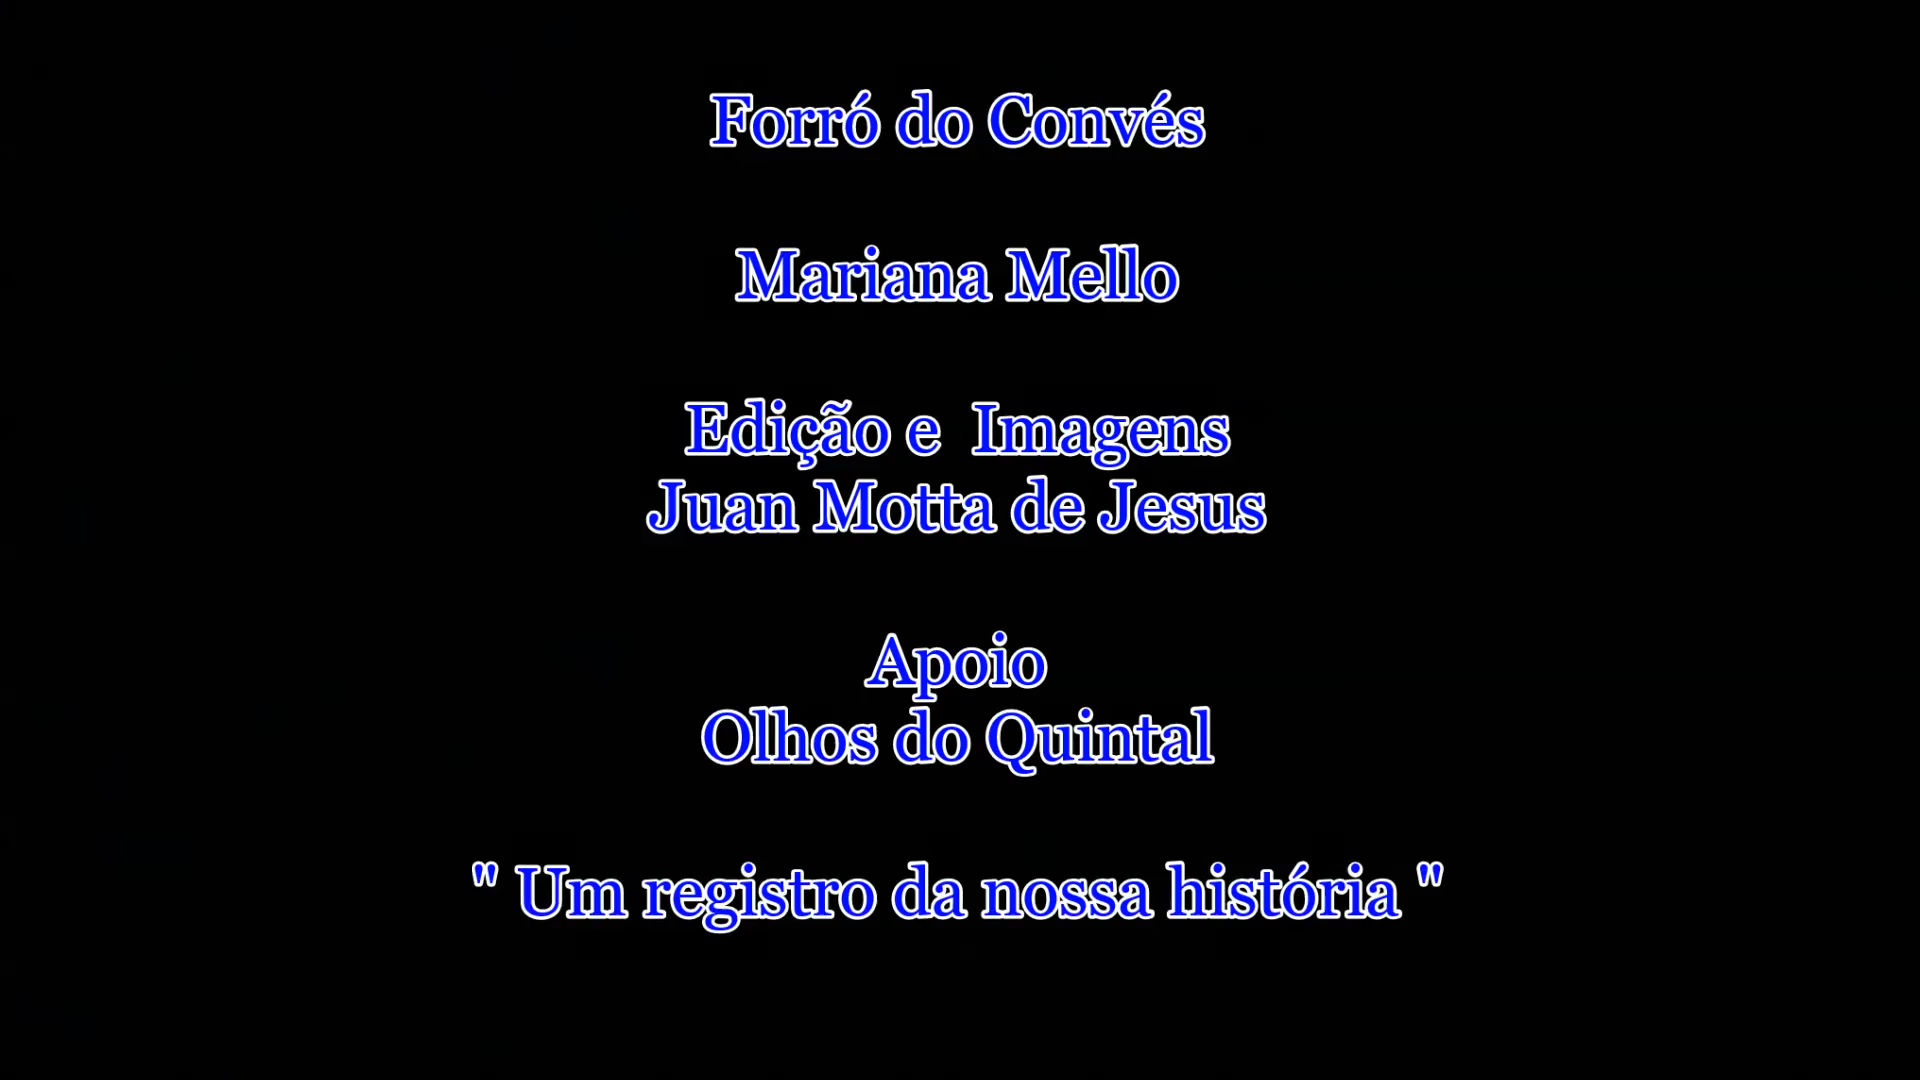 Forró do Convés
Mariana Mello
Edição e  Imagens
Juan Motta de Jesus
Apoio
Olhos do Quintal
" Um registro da nossa história "